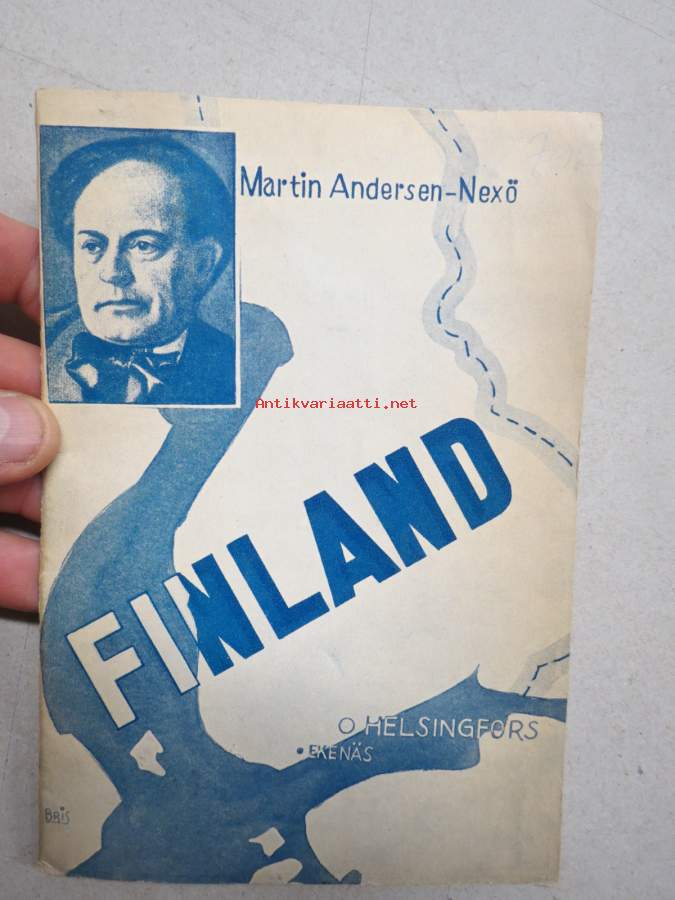 Martin Andersen-Nexö
Antikvariaatti.net
FINLAND
O HELSINGFORS
• EKENÄS
BRIS